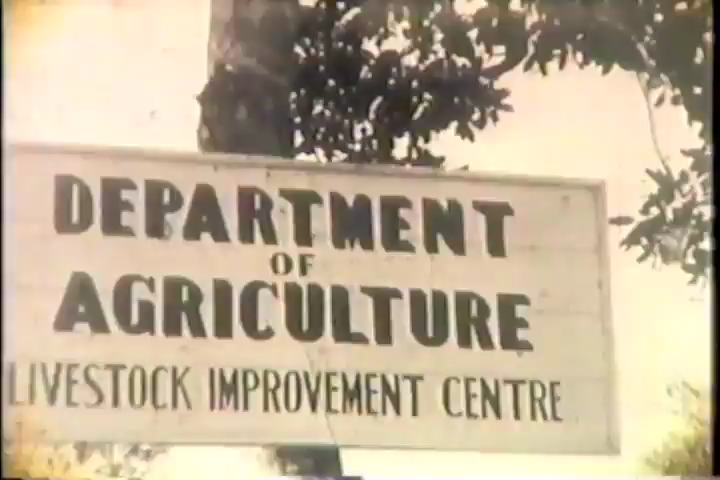 DEPARTMENT
OF
AGRICULTURE
LIVESTOCK IMPROVEMENT CENTRE